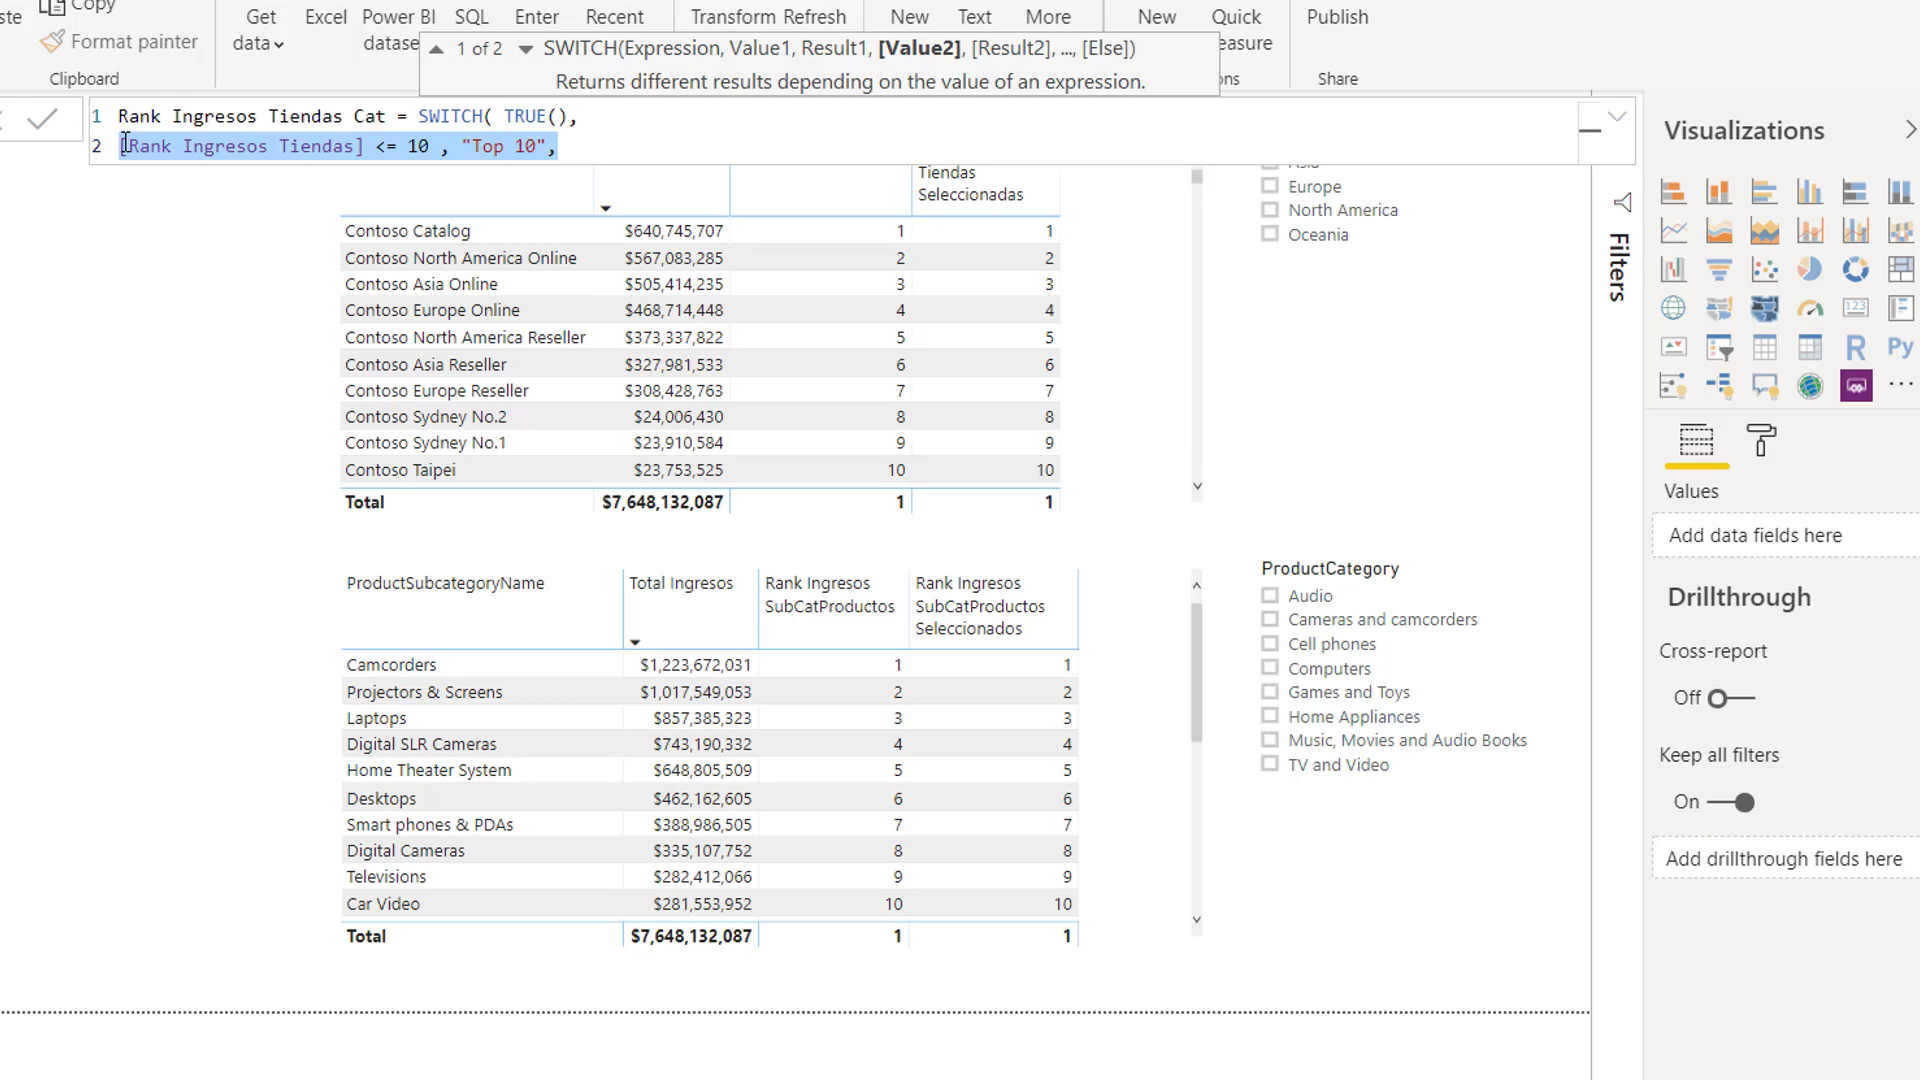 ste Copy
Format painter
Clipboard
Get data
Excel
Power BI datase
SQL
Enter
Recent
Transform Refresh
New
Text
More
New
Quick easure
Publish
ons
Share
1 of 2 SWITCH(Expression, Value1, Result1, [Value2], [Result2], ..., [Else])
Returns different results depending on the value of an expression.
1 Rank Ingresos Tiendas Cat = SWITCH( TRUE(),
2 [Rank Ingresos Tiendas] <= 10 , "Top 10",
Tiendas
Seleccionadas
Contoso Catalog $640,745,707 1 1
Contoso North America Online $567,083,285 2 2
Contoso Asia Online $505,414,235 3 3
Contoso Europe Online $468,714,448 4 4
Contoso North America Reseller $373,337,822 5 5
Contoso Asia Reseller $327,981,533 6 6
Contoso Europe Reseller $308,428,763 7 7
Contoso Sydney No.2 $24,006,430 8 8
Contoso Sydney No.1 $23,910,584 9 9
Contoso Taipei $23,753,525 10 10
Total $7,648,132,087 1 1
Asia
Europe
North America
Oceania
ProductSubcategoryName
Total Ingresos
Rank Ingresos
SubCatProductos
Rank Ingresos
SubCatProductos
Seleccionados
Camcorders $1,223,672,031 1 1
Projectors & Screens $1,017,549,053 2 2
Laptops $857,385,323 3 3
Digital SLR Cameras $743,190,332 4 4
Home Theater System $648,805,509 5 5
Desktops $462,162,605 6 6
Smart phones & PDAs $388,986,505 7 7
Digital Cameras $335,107,752 8 8
Televisions $282,412,066 9 9
Car Video $281,553,952 10 10
Total $7,648,132,087 1 1
ProductCategory
Audio
Cameras and camcorders
Cell phones
Computers
Games and Toys
Home Appliances
Music, Movies and Audio Books
TV and Video
Filters
Visualizations
123
R
Py
Values
Add data fields here
Drillthrough
Cross-report
Off
Keep all filters
On
Add drillthrough fields here